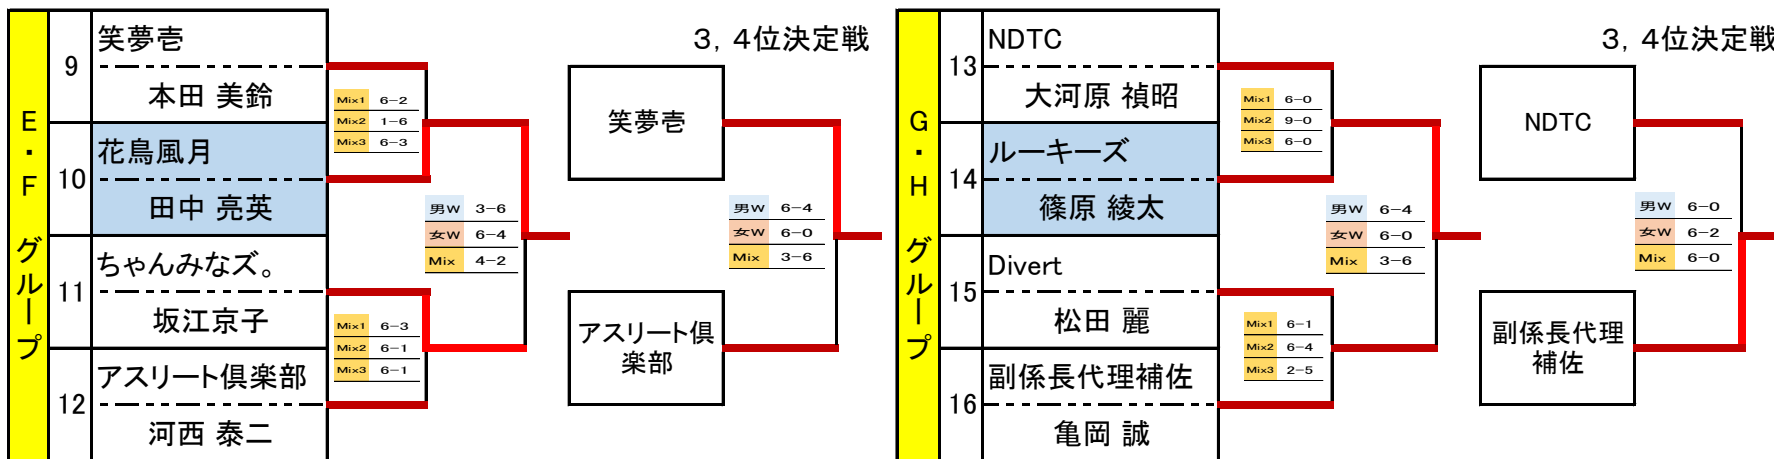 E・Fグループ
9
笑夢壱
本田 美鈴
10
花鳥風月
田中 亮英
11
ちゃんみなズ。
坂江京子
12
アスリート倶楽部
河西 泰二
Mix1 6-2
Mix2 1-6
Mix3 6-3
Mix1 6-3
Mix2 6-1
Mix3 6-1
男W 3-6
女W 6-4
Mix 4-2
3,4位決定戦
笑夢壱
アスリート倶
楽部
男W 6-4
女W 6-0
Mix 3-6
G・Hグループ
13
NDTC
大河原 禎昭
14
ルーキーズ
篠原 綾太
15
Divert
松田 麗
16
副係長代理補佐
亀岡 誠
Mix1 6-0
Mix2 9-0
Mix3 6-0
Mix1 6-1
Mix2 6-4
Mix3 2-5
男W 6-4
女W 6-0
Mix 3-6
3,4位決定戦
NDTC
副係長代理
補佐
男W 6-0
女W 6-2
Mix 6-0